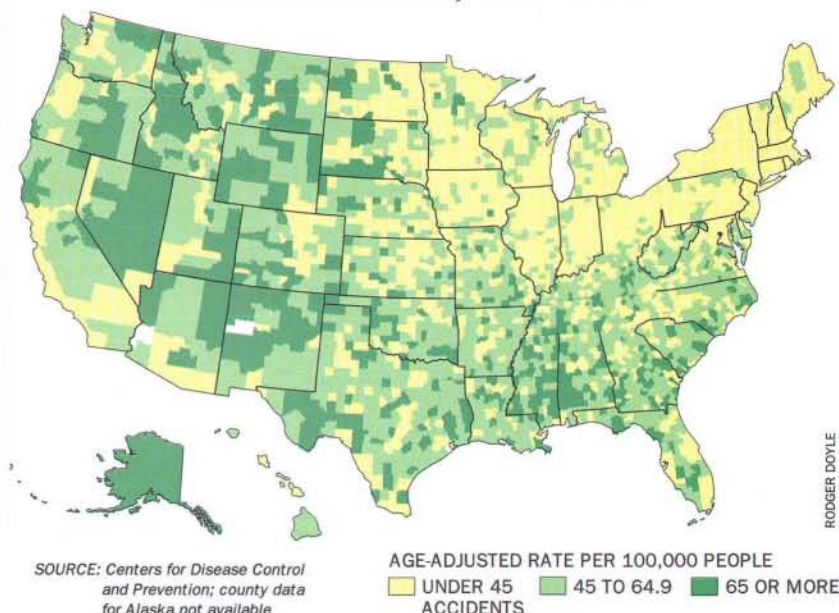 RODGER DOYLE
SOURCE: Centers for Disease Control
and Prevention; county data
for Alaska not available
AGE-ADJUSTED RATE PER 100,000 PEOPLE
UNDER 45 45 TO 64.9 65 OR MORE
ACCIDENTS